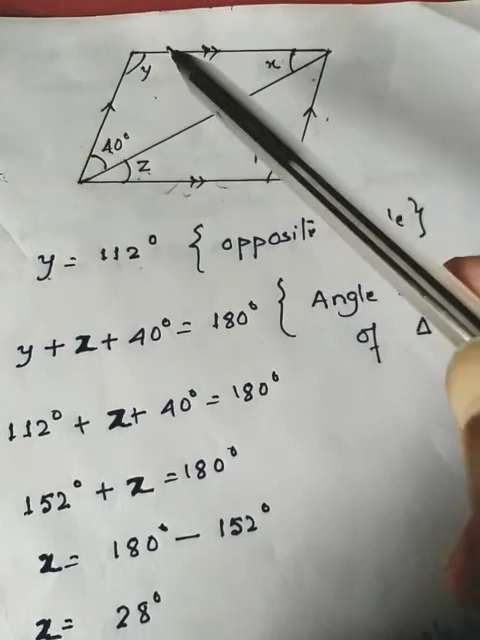 y x
40°
z
y = 112° { opposite
y + z + 40° = 180° { Angle
of Δ
112° + z + 40° = 180°
152° + z = 180°
z = 180° - 152°
z = 28°